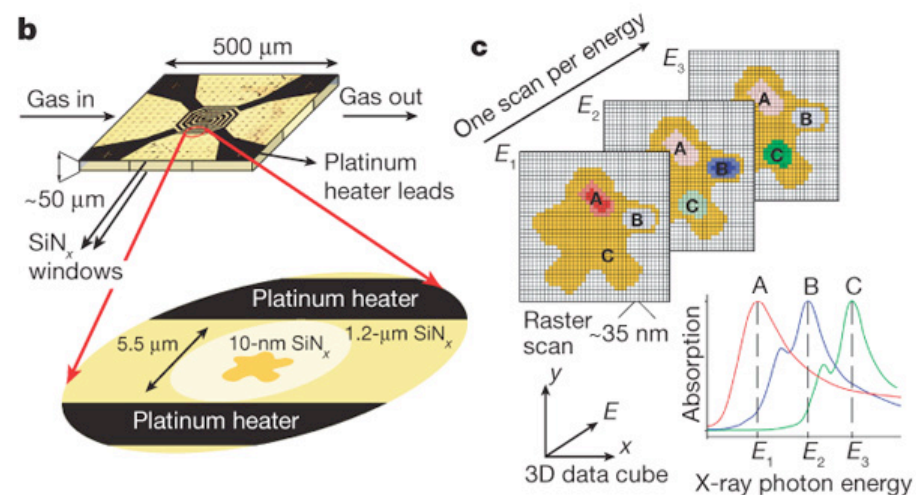 b
500 μm
Gas in
Gas out
Platinum
heater leads
~50 μm
SiNx
windows
Platinum heater
5.5 μm
10-nm SiNx
1.2-μm SiNx
Platinum heater
c
One scan per energy
E3
A
B
C
E2
A
B
C
E1
A
B
C
Raster
scan
~35 nm
y
E
x
3D data cube
A B C
Absorption
E1 E2 E3
X-ray photon energy